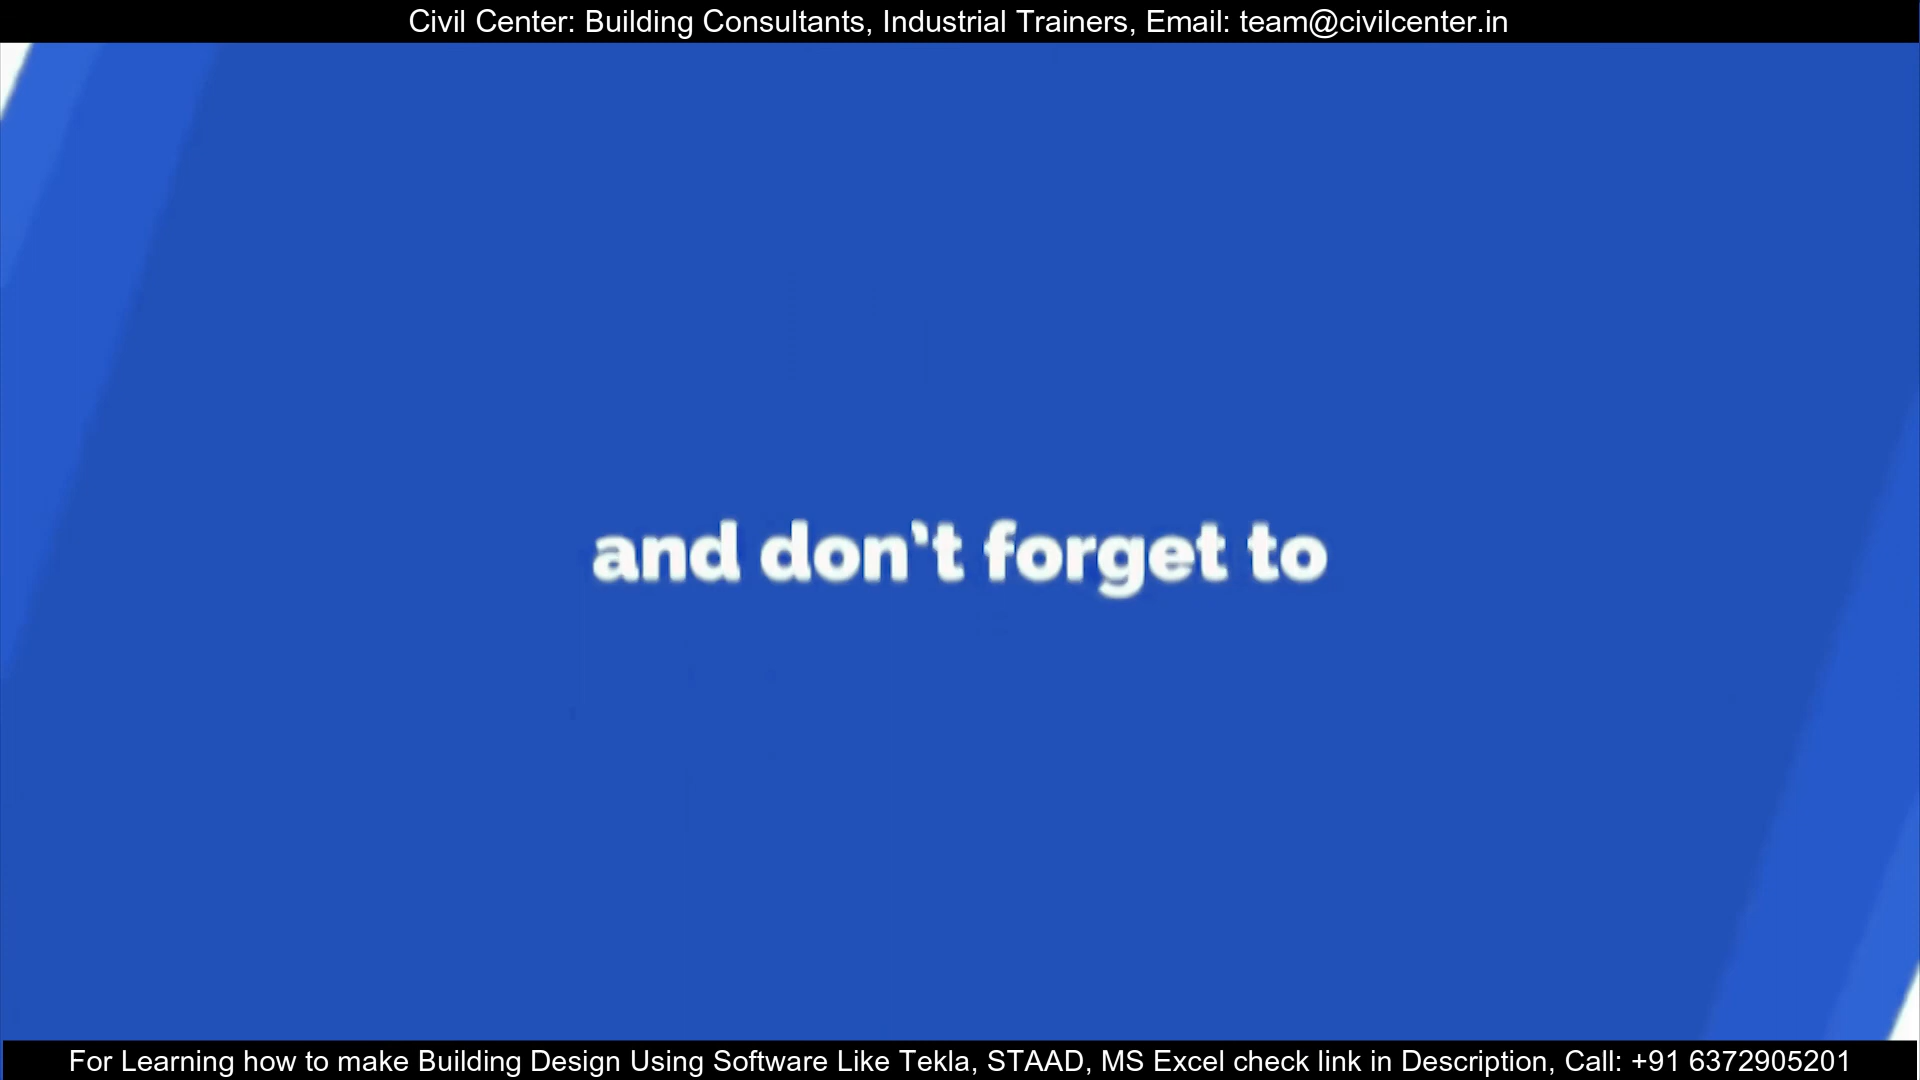 Civil Center: Building Consultants, Industrial Trainers, Email: team@civilcenter.in
and don't forget to
For Learning how to make Building Design Using Software Like Tekla, STAAD, MS Excel check link in Description, Call: +91 6372905201